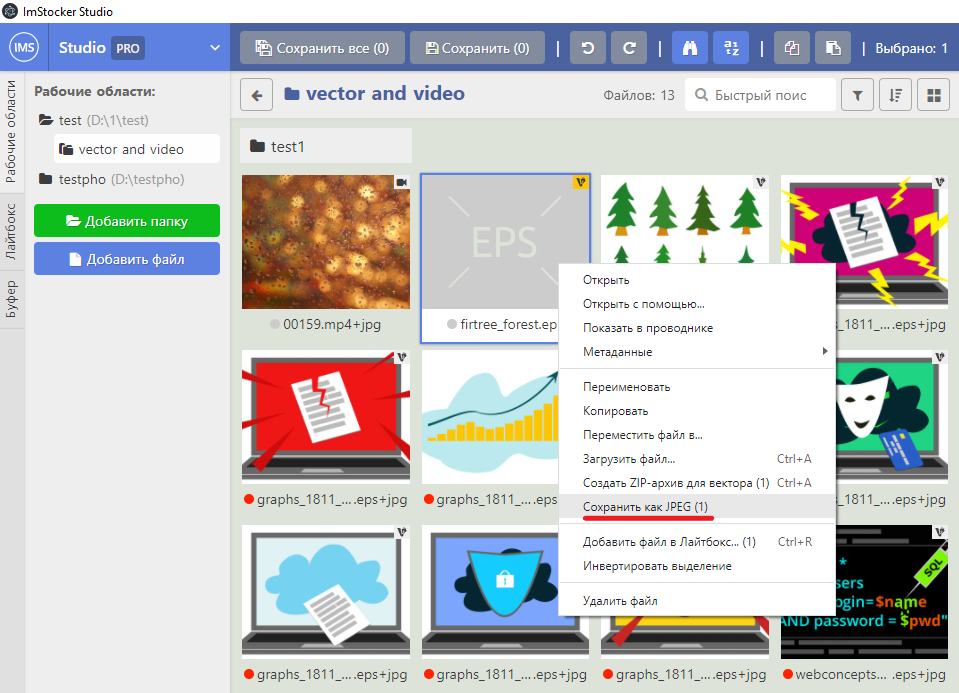 ImStocker Studio
IMS Studio PRO
Сохранить все (0)
Сохранить (0)
Выбрано: 1
Рабочие области
Лайтбокс
Буфер
Рабочие области:
test (D:\1\test)
vector and video
testpho (D:\testpho)
Добавить папку
Добавить файл
vector and video
Файлов: 13
Быстрый поиск
test1
EPS
00159.mp4+jpg
firtree_forest.ep
_1811_....eps+jpg
Открыть
Открыть с помощью...
Показать в проводнике
Метаданные
Переименовать
Копировать
Переместить файл в...
Загрузить файл... Ctrl+A
Создать ZIP-архив для вектора (1) Ctrl+A
Сохранить как JPEG (1)
Добавить файл в Лайтбокс... (1) Ctrl+R
Инвертировать выделение
Удалить файл
graphs_1811_....eps+jpg
graphs_1811_....eps
_1811_....eps+jpg
SQL
*
sers
ogin=$name
AND password = $pwd"
graphs_1811_....eps+jpg
graphs_1811_....eps+jpg
graphs_1811_....eps+jpg
webconcepts... .eps+jpg